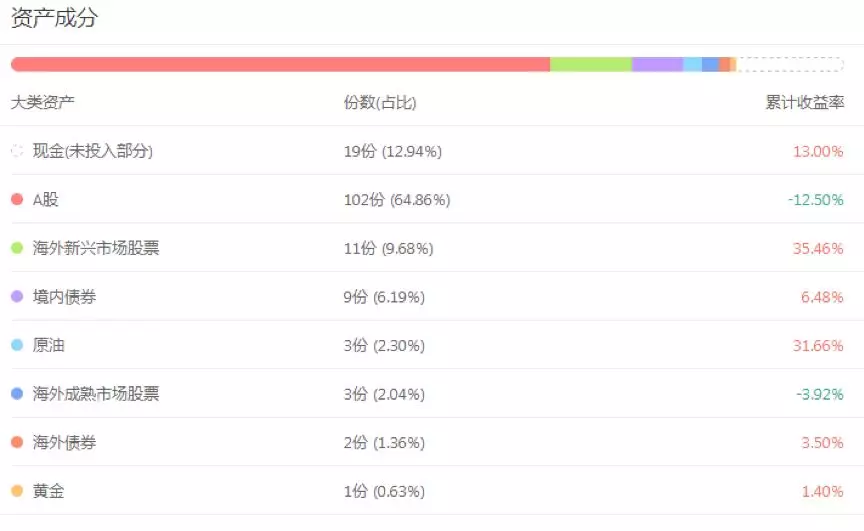 资产成分
大类资产 份数(占比) 累计收益率
现金(未投入部分) 19份 (12.94%) 13.00%
A股 102份 (64.86%) -12.50%
海外新兴市场股票 11份 (9.68%) 35.46%
境内债券 9份 (6.19%) 6.48%
原油 3份 (2.30%) 31.66%
海外成熟市场股票 3份 (2.04%) -3.92%
海外债券 2份 (1.36%) 3.50%
黄金 1份 (0.63%) 1.40%